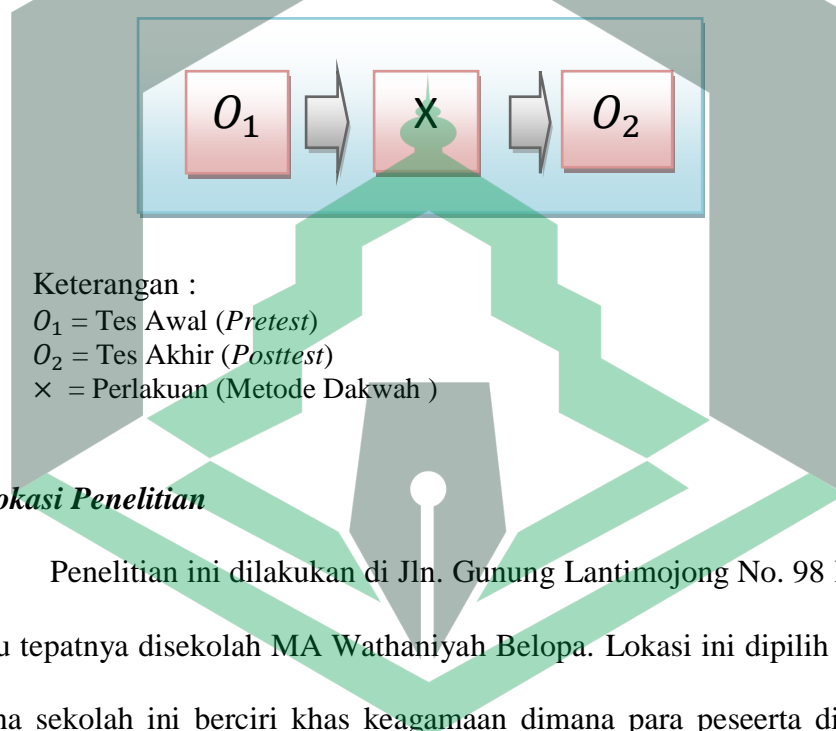 O₁ X O₂
Keterangan :
O₁ = Tes Awal (Pretest)
O₂ = Tes Akhir (Posttest)
× = Perlakuan (Metode Dakwah )
okasi Penelitian
Penelitian ini dilakukan di Jln. Gunung Lantimojong No. 98
u tepatnya disekolah MA Wathaniyah Belopa. Lokasi ini dipilih
na sekolah ini berciri khas keagamaan dimana para peseerta di